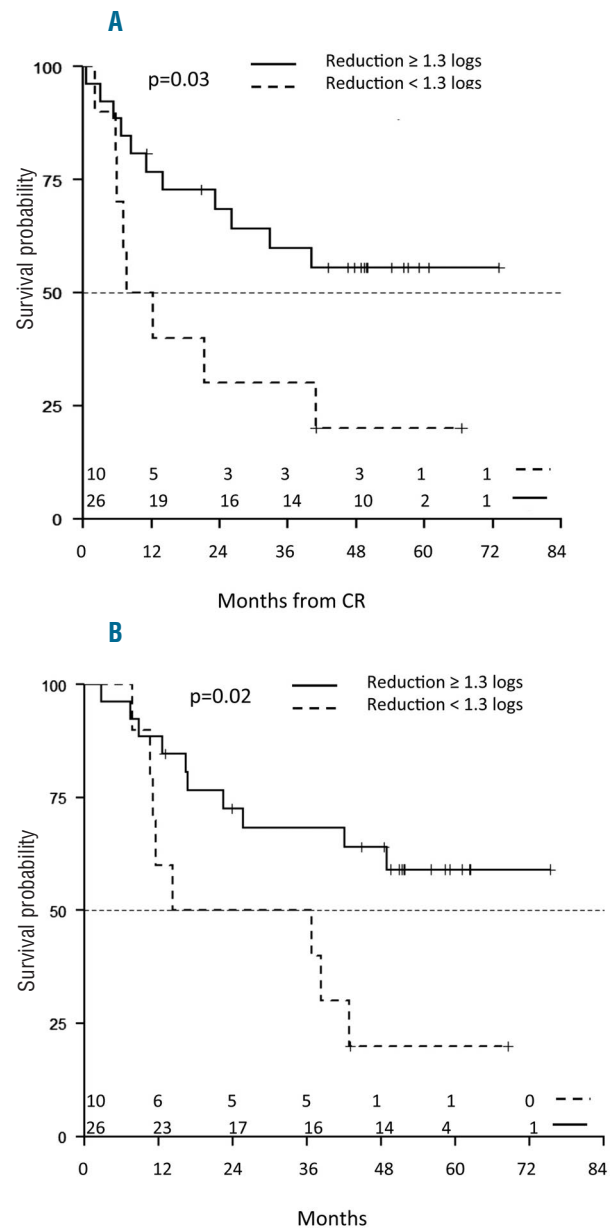 A
Reduction ≥ 1.3 logs
p=0.03
Reduction < 1.3 logs
100
75
50
25
0
Survival probability
10 5 3 3 3 1 1
26 19 16 14 10 2 1
0 12 24 36 48 60 72 84
Months from CR
B
Reduction ≥ 1.3 logs
p=0.02
Reduction < 1.3 logs
100
75
50
25
0
Survival probability
10 6 5 5 1 1 0
26 23 17 16 14 4 1
0 12 24 36 48 60 72 84
Months